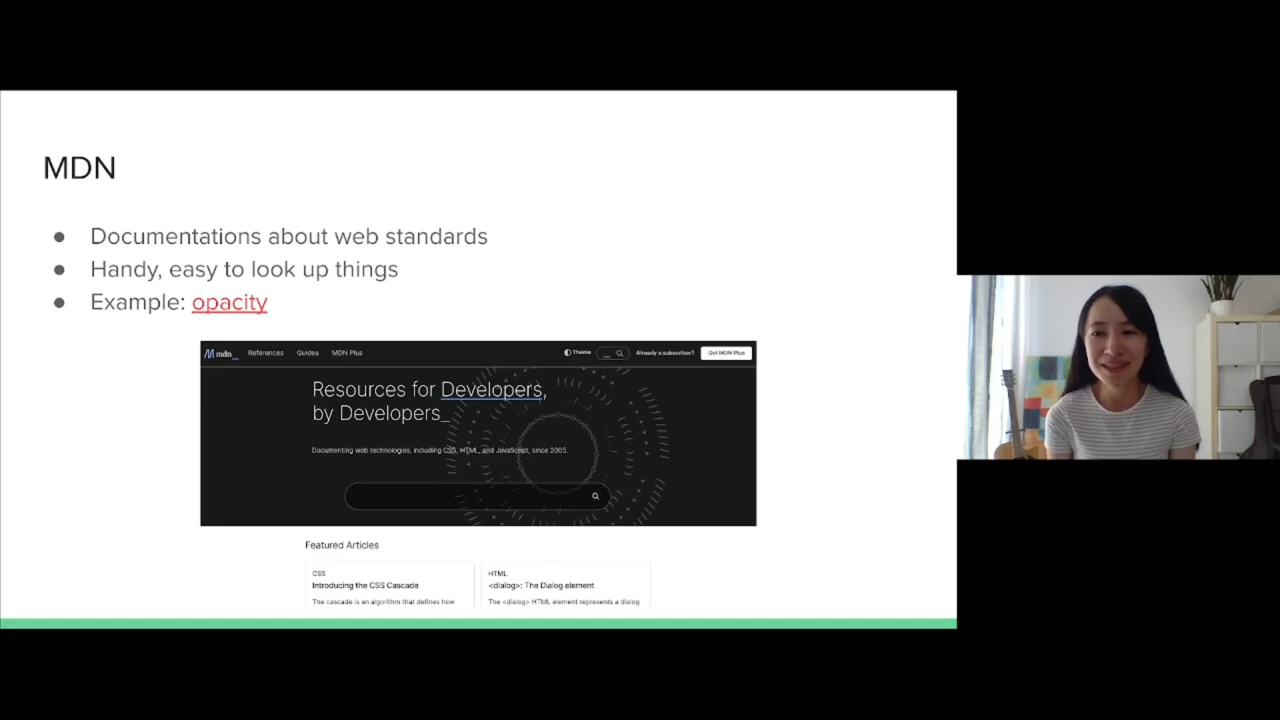 MDN
● Documentations about web standards
● Handy, easy to look up things
● Example: opacity
mdn_ References Guides MDN Plus Theme Already a subscriber? Get MDN Plus
Resources for Developers,
by Developers_
Documenting web technologies, including CSS, HTML, and JavaScript, since 2005.
Featured Articles
CSS
Introducing the CSS Cascade
The cascade is an algorithm that defines how
HTML
<dialog>: The Dialog element
The <dialog> HTML element represents a dialog